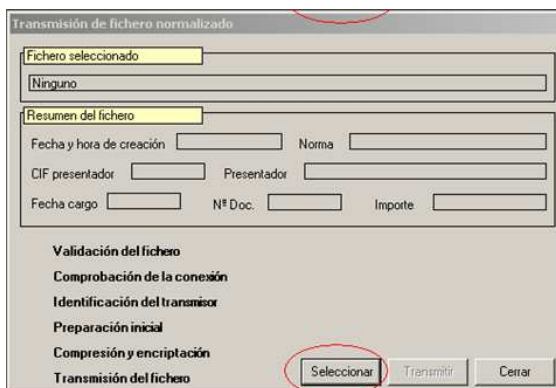 Transmisión de fichero normalizado
Fichero seleccionado
Ninguno
Resumen del fichero
Fecha y hora de creación Norma
CIF presentador Presentador
Fecha cargo Nº Doc. Importe
Validación del fichero
Comprobación de la conexión
Identificación del transmisor
Preparación inicial
Compresión y encriptación
Transmisión del fichero
Seleccionar Transmitir Cerrar